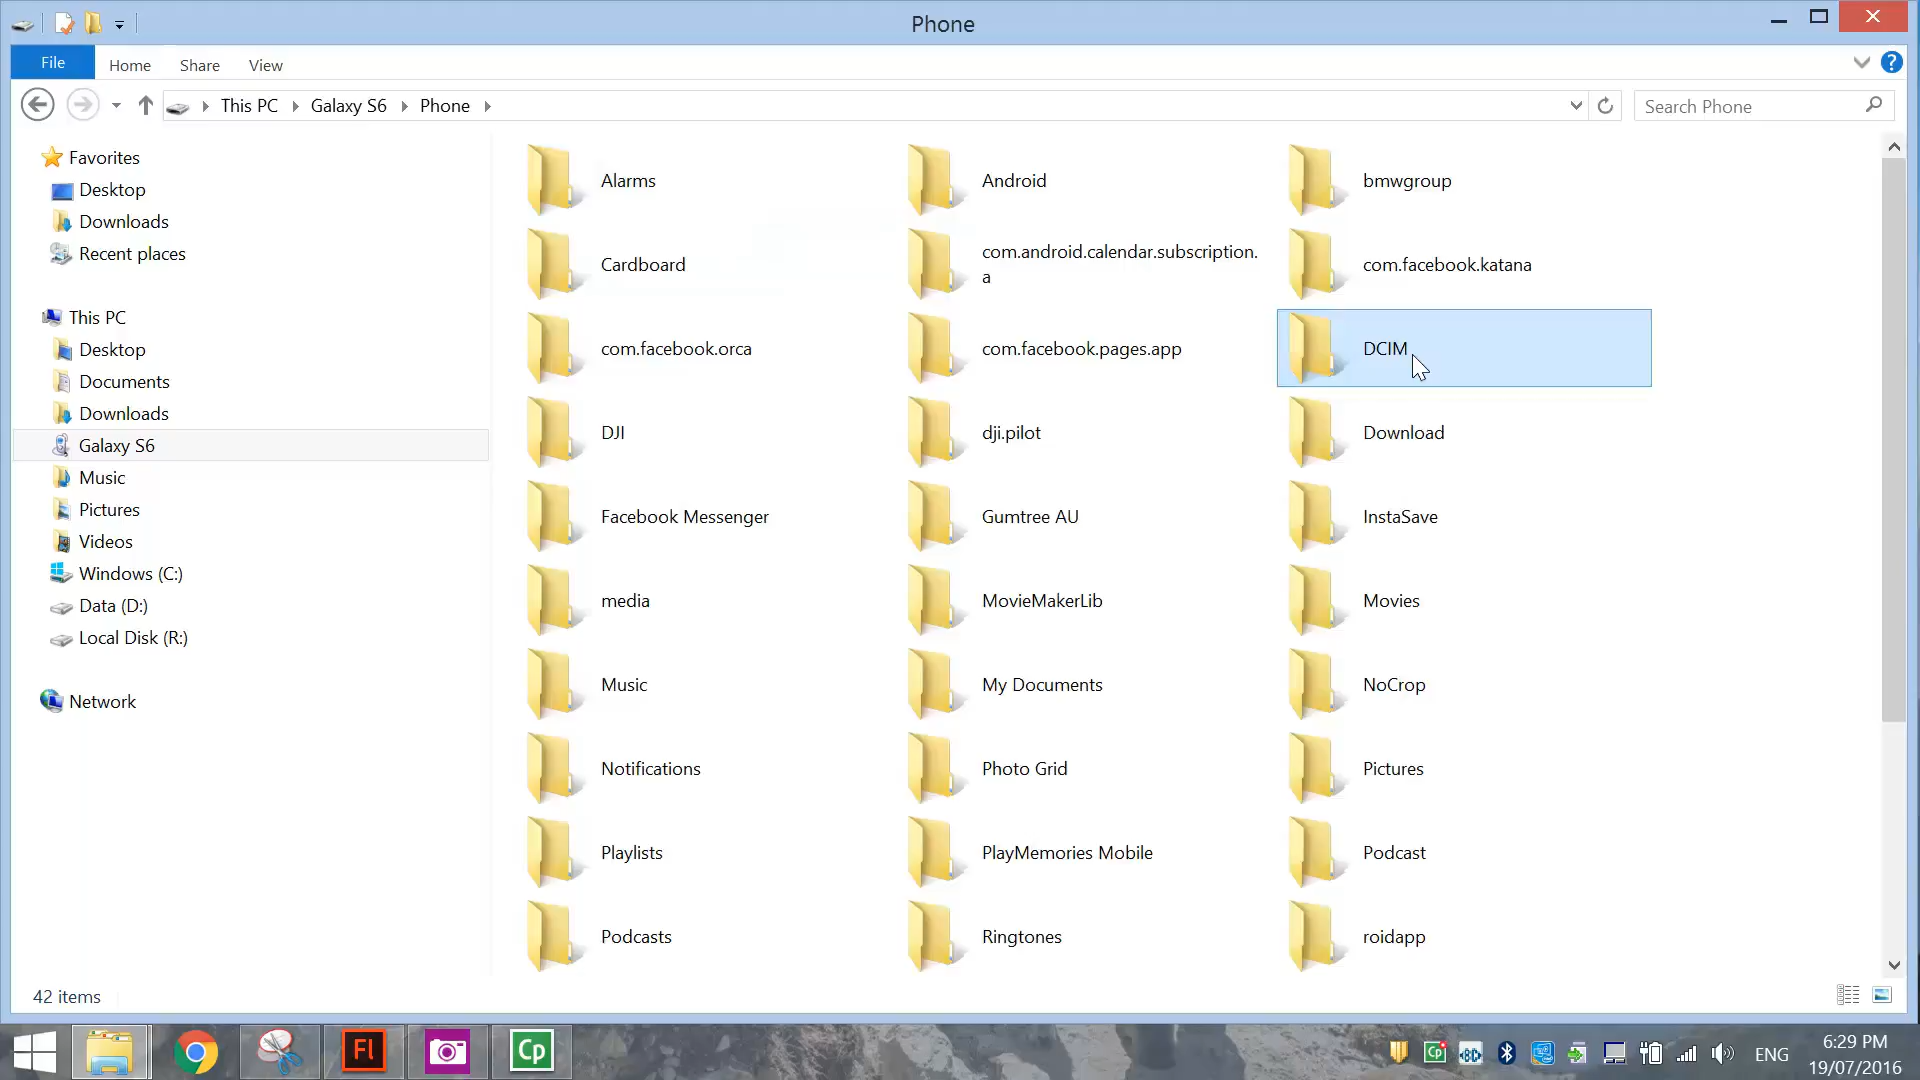 Phone
File
Home
Share
View
This PC
Galaxy S6
Phone
Search Phone
Favorites
Desktop
Downloads
Recent places
This PC
Desktop
Documents
Downloads
Galaxy S6
Music
Pictures
Videos
Windows (C:)
Data (D:)
Local Disk (R:)
Network
Alarms
Android
bmwgroup
Cardboard
com.android.calendar.subscription.
a
com.facebook.katana
com.facebook.orca
com.facebook.pages.app
DCIM
DJI
dji.pilot
Download
Facebook Messenger
Gumtree AU
InstaSave
media
MovieMakerLib
Movies
Music
My Documents
NoCrop
Notifications
Photo Grid
Pictures
Playlists
PlayMemories Mobile
Podcast
Podcasts
Ringtones
roidapp
42 items
Fl
Cp
Cp
ENG
6:29 PM
19/07/2016